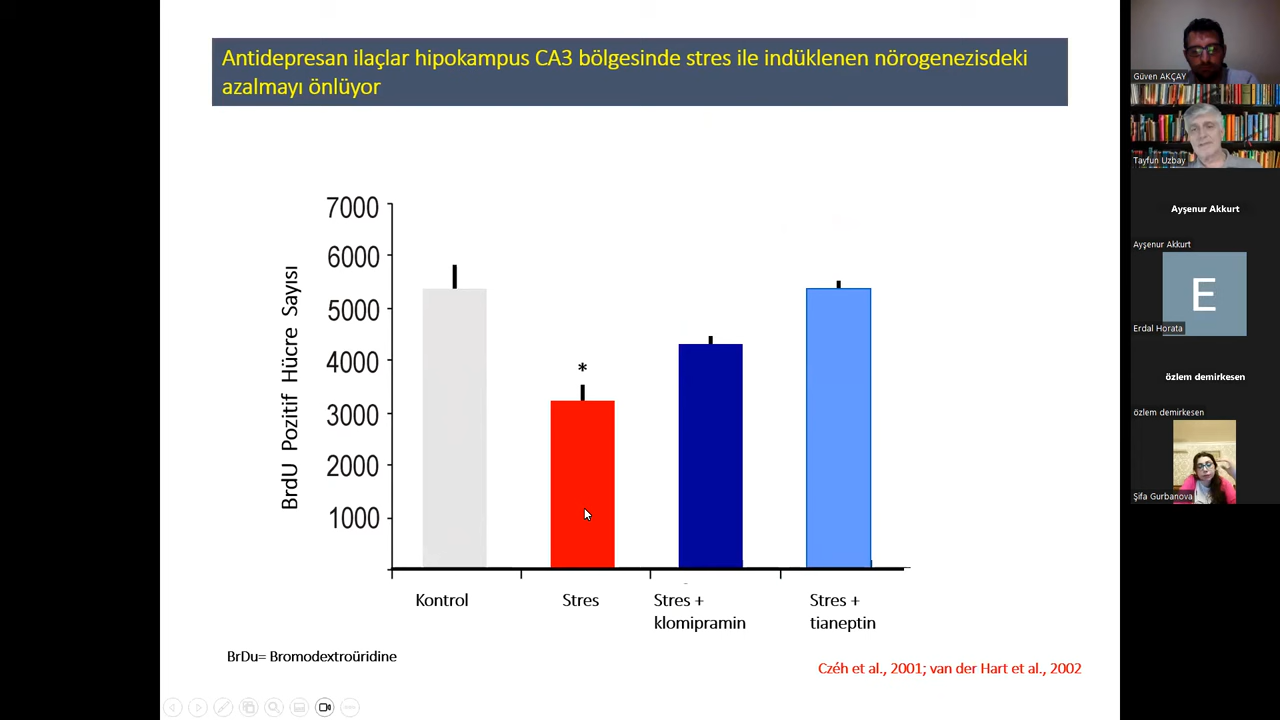 Antidepresan ilaçlar hipokampus CA3 bölgesinde stres ile indüklenen nörogenezisdeki
azalmayı önlüyor
7000
6000
5000
4000
3000
2000
1000
BrdU Pozitif Hücre Sayısı
*
Kontrol
Stres
Stres +
klomipramin
Stres +
tianeptin
BrDu= Bromodextroüridine
Czéh et al., 2001; van der Hart et al., 2002
Güven AKÇAY
Tayfun Uzbay
Ayşenur Akkurt
Ayşenur Akkurt
E
Erdal Horata
özlem demirkesen
özlem demirkesen
Şifa Gurbanova